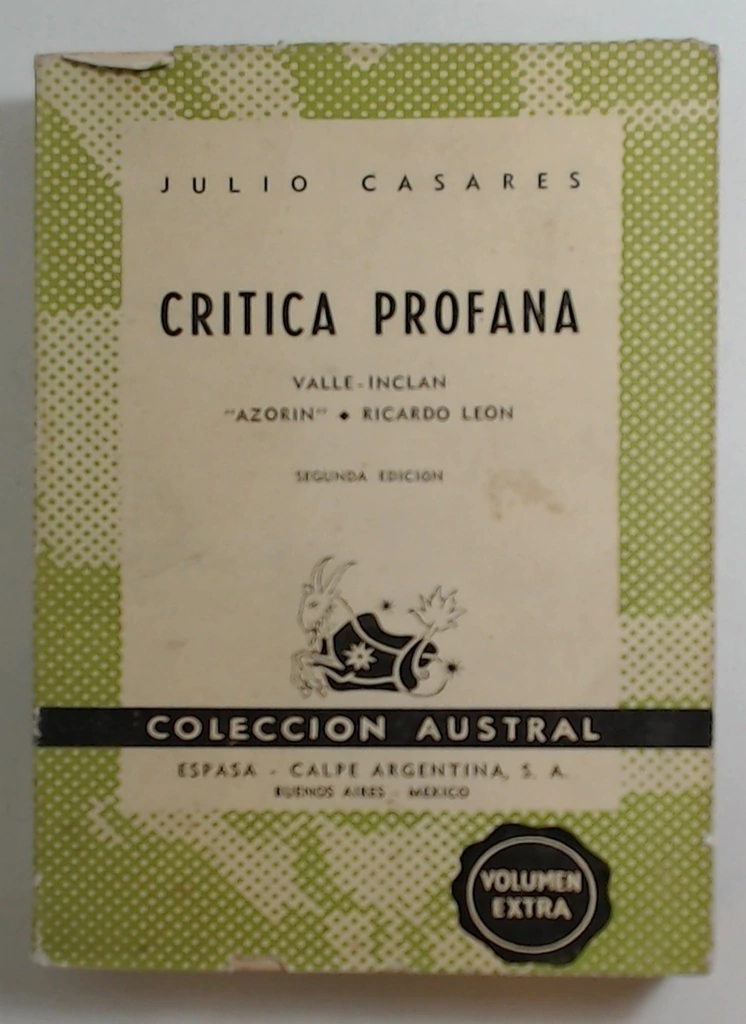 JULIO CASARES
CRITICA PROFANA
VALLE-INCLAN
"AZORIN" ◆ RICARDO LEON
SEGUNDA EDICION
COLECCION AUSTRAL
ESPASA - CALPE ARGENTINA, S. A.
BUENOS AIRES - MEXICO
VOLUMEN
EXTRA